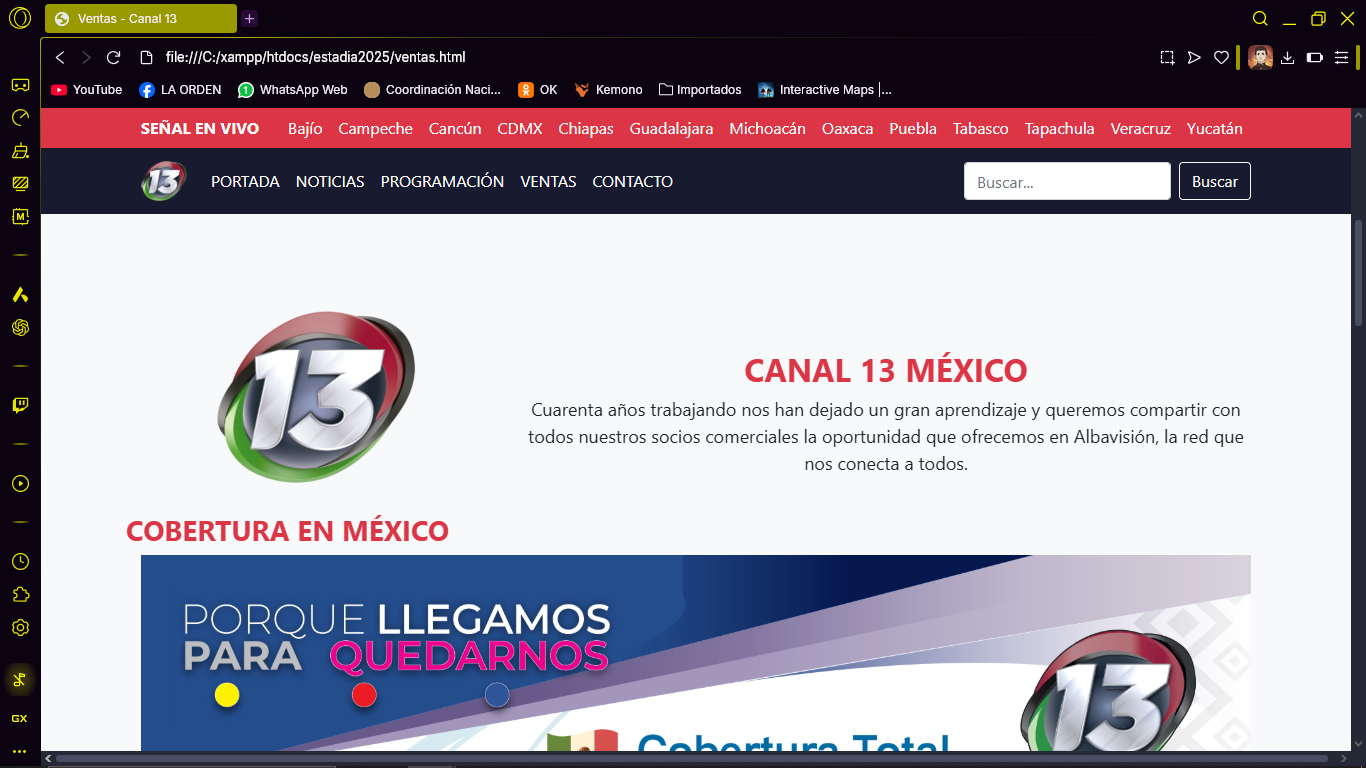 Ventas - Canal 13
file:///C:/xampp/htdocs/estadia2025/ventas.html
YouTube LA ORDEN WhatsApp Web Coordinación Naci... OK Kemono Importados Interactive Maps |...
SEÑAL EN VIVO Bajío Campeche Cancún CDMX Chiapas Guadalajara Michoacán Oaxaca Puebla Tabasco Tapachula Veracruz Yucatán
13 PORTADA NOTICIAS PROGRAMACIÓN VENTAS CONTACTO Buscar... Buscar
13
CANAL 13 MÉXICO
Cuarenta años trabajando nos han dejado un gran aprendizaje y queremos compartir con
todos nuestros socios comerciales la oportunidad que ofrecemos en Albavisión, la red que
nos conecta a todos.
COBERTURA EN MÉXICO
PORQUE LLEGAMOS
PARA QUEDARNOS
13
Cobertura Total
M
GX